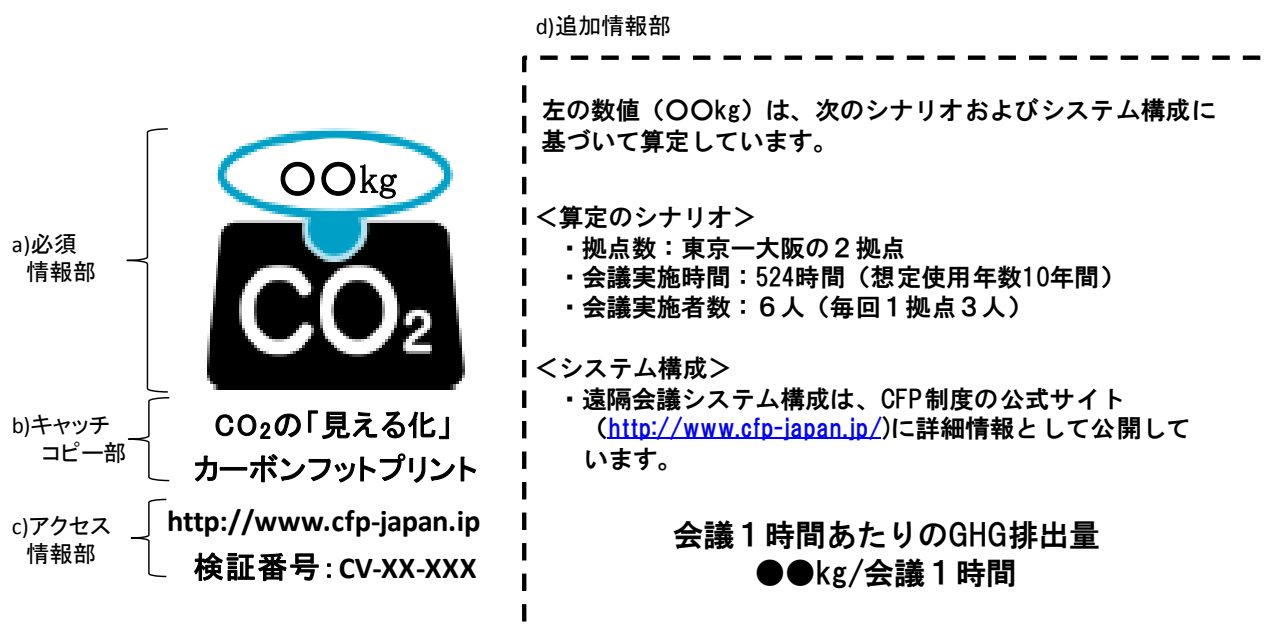 d)追加情報部
左の数値（〇〇kg）は、次のシナリオおよびシステム構成に
基づいて算定しています。
＜算定のシナリオ＞
・拠点数：東京ー大阪の２拠点
・会議実施時間：524時間（想定使用年数10年間）
・会議実施者数：６人（毎回１拠点３人）
＜システム構成＞
・遠隔会議システム構成は、CFP制度の公式サイト
（http://www.cfp-japan.jp/)に詳細情報として公開して
います。
会議１時間あたりのGHG排出量
●●kg/会議１時間
a)必須
情報部
〇〇kg
CO2
b)キャッチ
コピー部
CO2の「見える化」
カーボンフットプリント
c)アクセス
情報部
http://www.cfp-japan.ip
検証番号：CV-XX-XXX